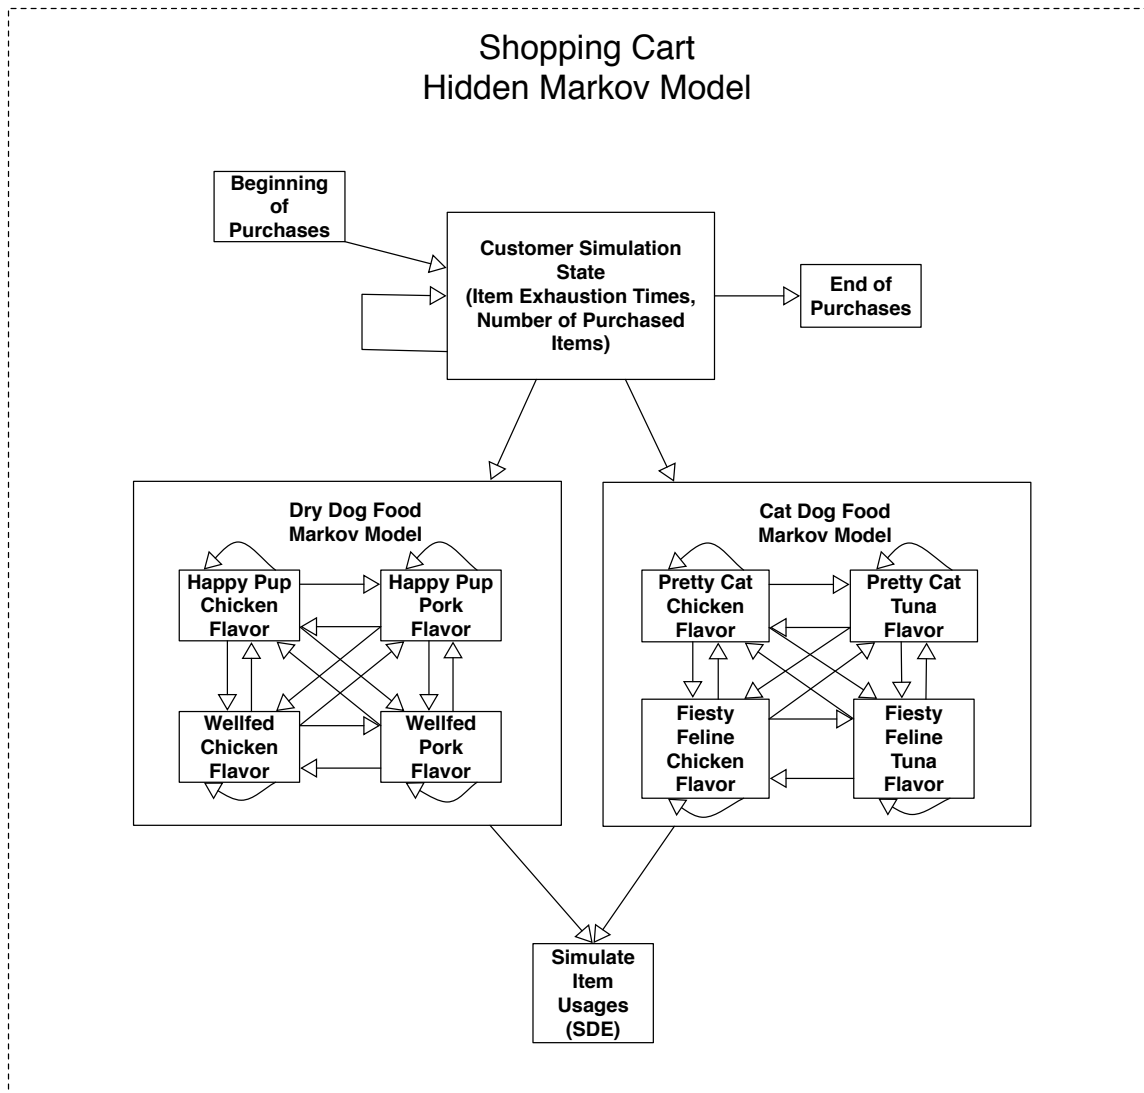 Shopping Cart
Hidden Markov Model
Beginning
of
Purchases
Customer Simulation
State
(Item Exhaustion Times,
Number of Purchased
Items)
End of
Purchases
Dry Dog Food
Markov Model
Happy Pup
Chicken
Flavor
Happy Pup
Pork
Flavor
Wellfed
Chicken
Flavor
Wellfed
Pork
Flavor
Cat Dog Food
Markov Model
Pretty Cat
Chicken
Flavor
Pretty Cat
Tuna
Flavor
Fiesty
Feline
Chicken
Flavor
Fiesty
Feline
Tuna
Flavor
Simulate
Item
Usages
(SDE)